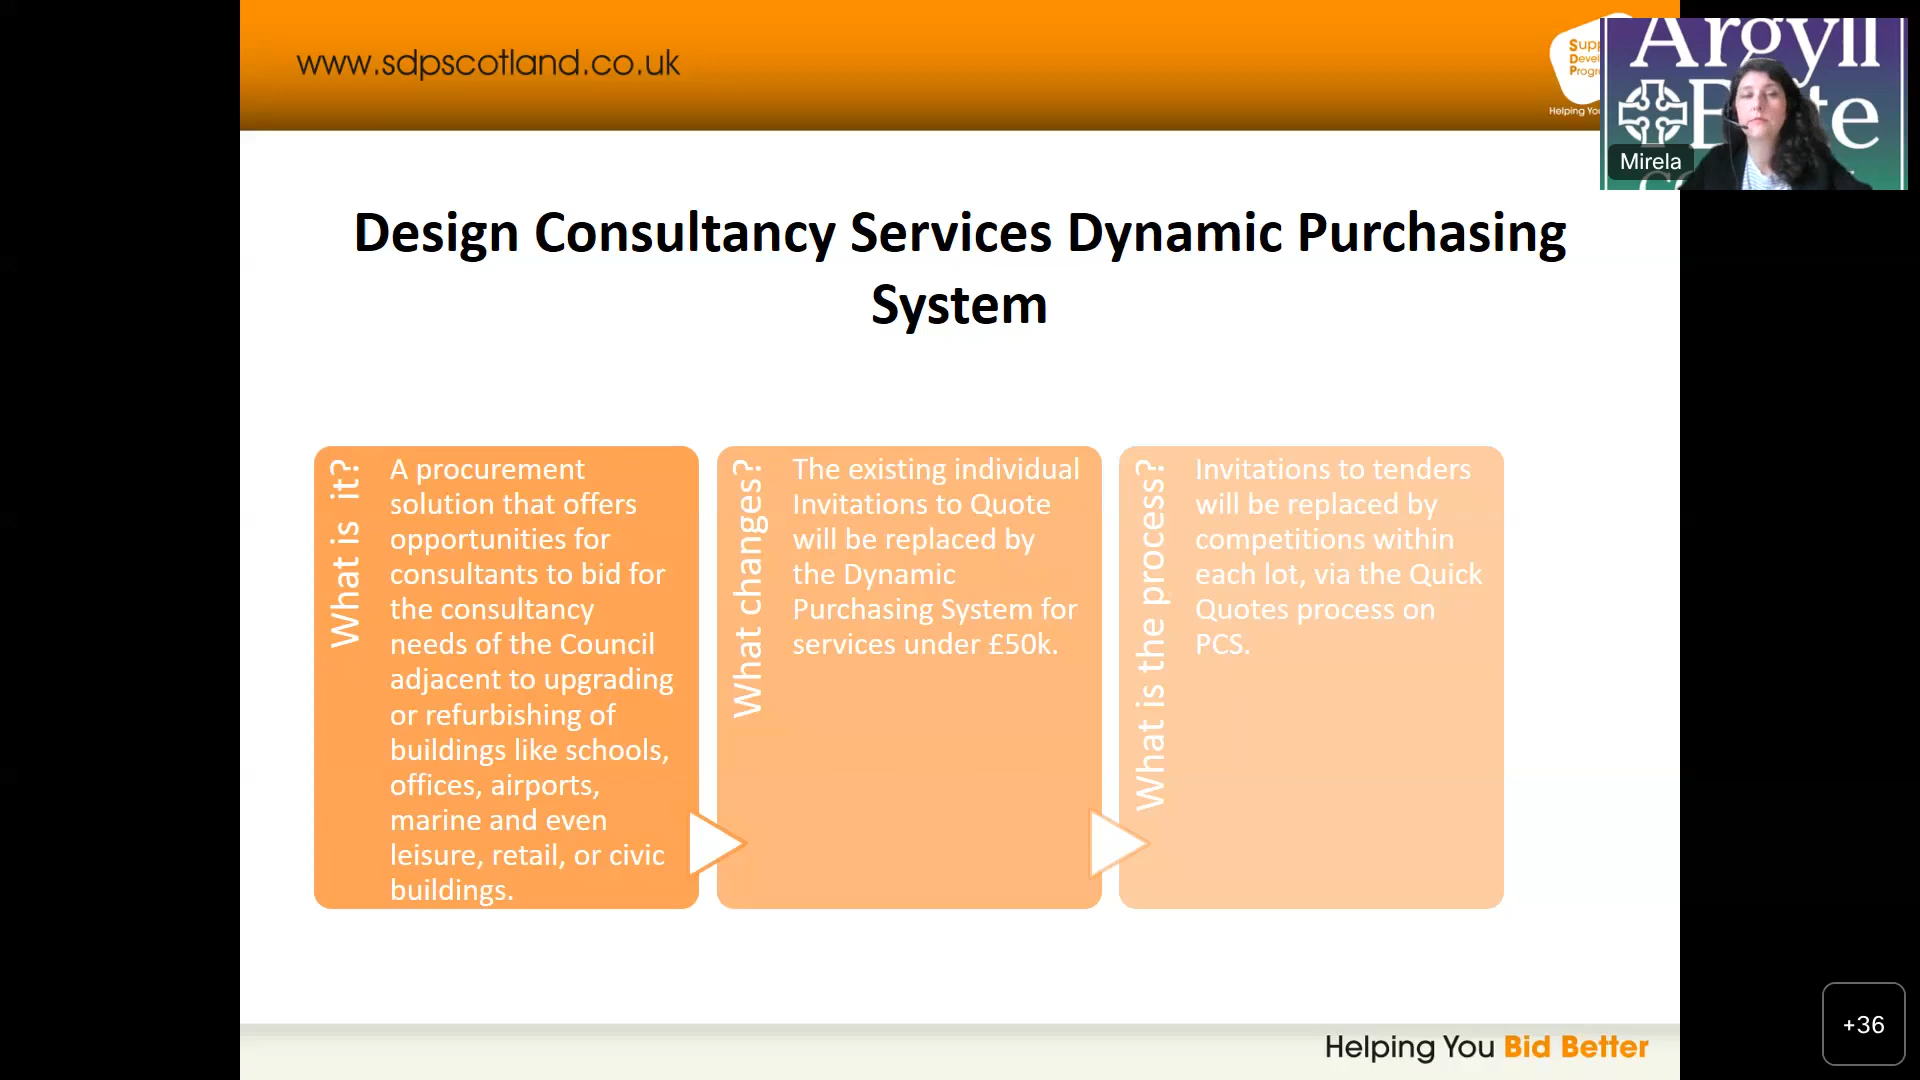 www.sdpscotland.co.uk
Helping You
Argyll
Mirela
Design Consultancy Services Dynamic Purchasing
System
What is it?
A procurement
solution that offers
opportunities for
consultants to bid for
the consultancy
needs of the Council
adjacent to upgrading
or refurbishing of
buildings like schools,
offices, airports,
marine and even
leisure, retail, or civic
buildings.
What changes?
The existing individual
Invitations to Quote
will be replaced by
the Dynamic
Purchasing System for
services under £50k.
What is the process?
Invitations to tenders
will be replaced by
competitions within
each lot, via the Quick
Quotes process on
PCS.
Helping You Bid Better
+36